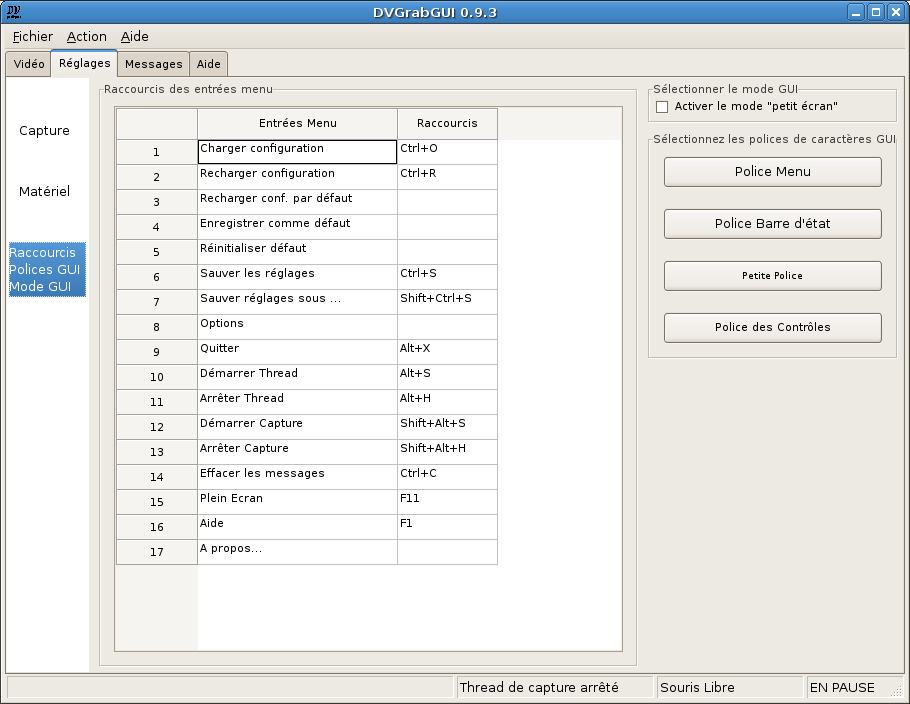 DVGrabGUI 0.9.3
Fichier Action Aide
Vidéo Réglages Messages Aide
Capture
Matériel
Raccourcis
Polices GUI
Mode GUI
Raccourcis des entrées menu
Entrées Menu Raccourcis
1 Charger configuration Ctrl+O
2 Recharger configuration Ctrl+R
3 Recharger conf. par défaut
4 Enregistrer comme défaut
5 Réinitialiser défaut
6 Sauver les réglages Ctrl+S
7 Sauver réglages sous ... Shift+Ctrl+S
8 Options
9 Quitter Alt+X
10 Démarrer Thread Alt+S
11 Arrêter Thread Alt+H
12 Démarrer Capture Shift+Alt+S
13 Arrêter Capture Shift+Alt+H
14 Effacer les messages Ctrl+C
15 Plein Ecran F11
16 Aide F1
17 A propos...
Sélectionner le mode GUI
Activer le mode "petit écran"
Sélectionnez les polices de caractères GUI
Police Menu
Police Barre d'état
Petite Police
Police des Contrôles
Thread de capture arrêté Souris Libre EN PAUSE